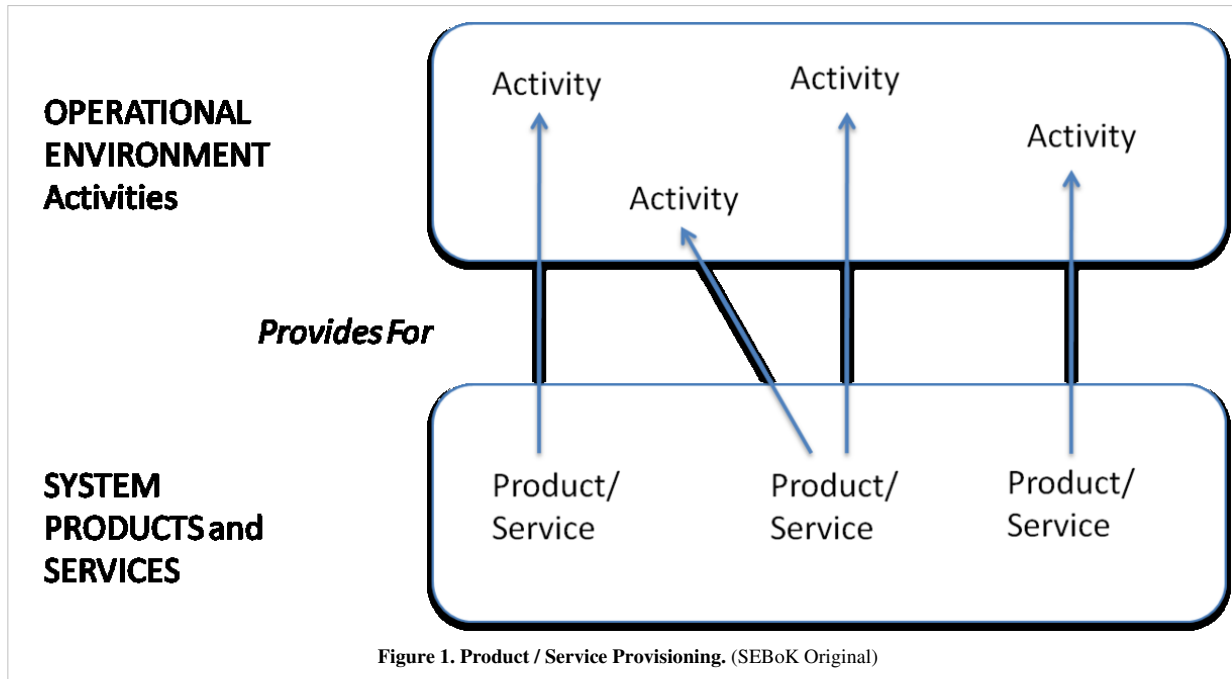 OPERATIONAL
ENVIRONMENT
Activities
Activity
Activity
Activity
Activity
Provides For
SYSTEM
PRODUCTS and
SERVICES
Product/
Service
Product/
Service
Product/
Service
Figure 1. Product / Service Provisioning. (SEBoK Original)